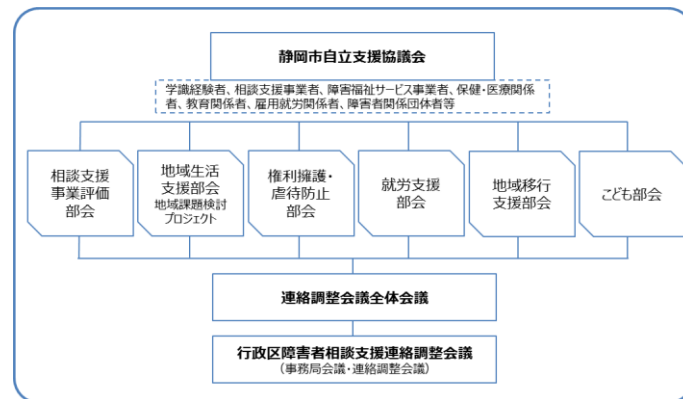 静岡市自立支援協議会
学識経験者、相談支援事業者、障害福祉サービス事業者、保健・医療関係
者、教育関係者、雇用就労関係者、障害者関係団体者等
相談支援
事業評価
部会
地域生活
支援部会
地域課題検討
プロジェクト
権利擁護・
虐待防止
部会
就労支援
部会
地域移行
支援部会
こども部会
連絡調整会議全体会議
行政区障害者相談支援連絡調整会議
（事務局会議・連絡調整会議）